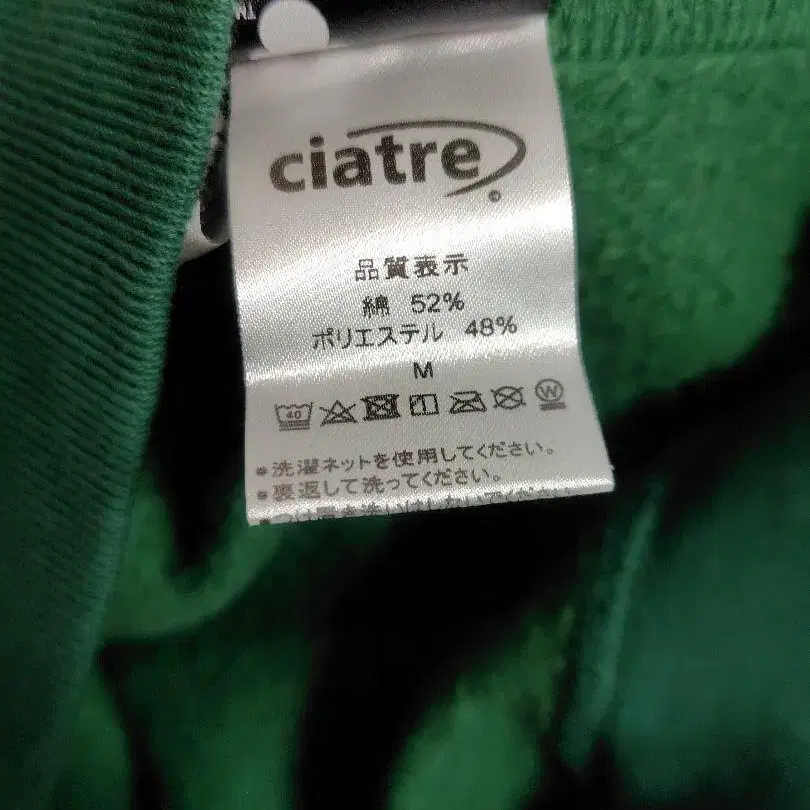 ciatre
品質表示
綿 52%
ポリエステル 48%
M
40 W
●洗濯ネットを使用してください。
●裏返して洗ってください。